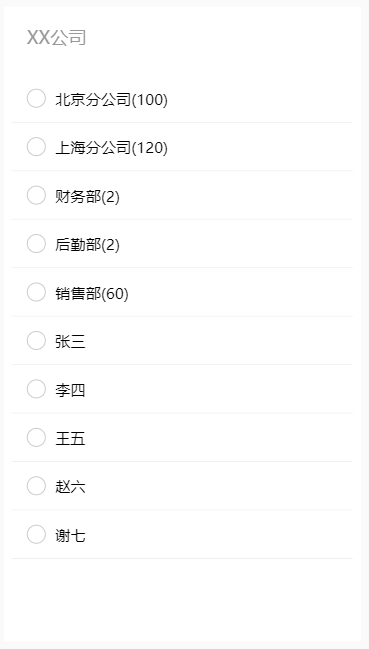 XX公司
北京分公司(100)
上海分公司(120)
财务部(2)
后勤部(2)
销售部(60)
张三
李四
王五
赵六
谢七